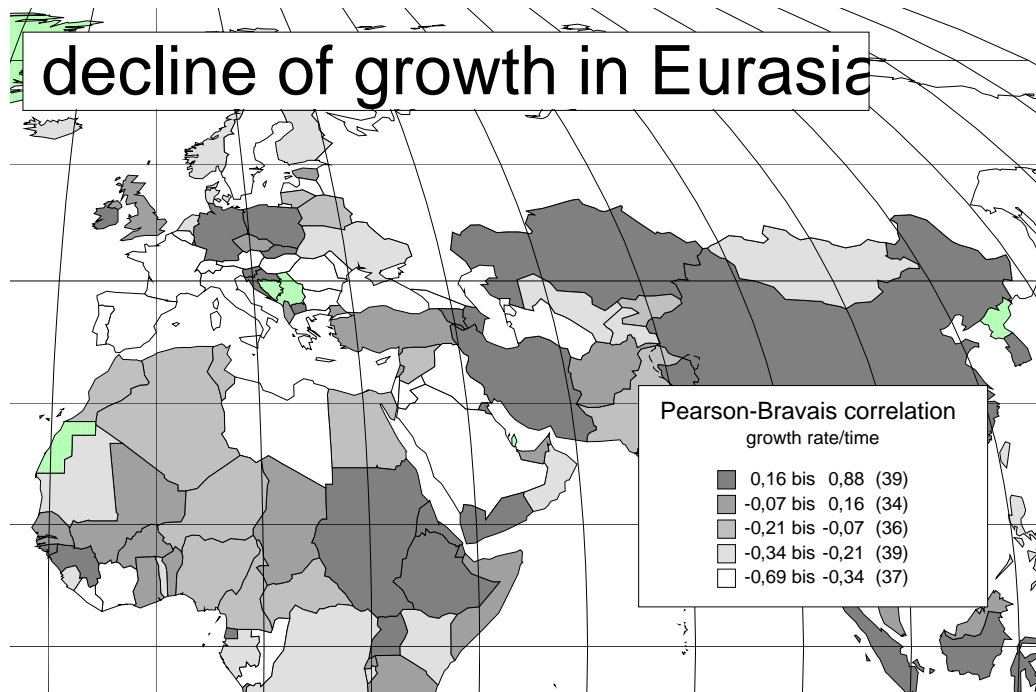 decline of growth in Eurasia
Pearson-Bravais correlation
growth rate/time
0,16 bis 0,88 (39)
-0,07 bis 0,16 (34)
-0,21 bis -0,07 (36)
-0,34 bis -0,21 (39)
-0,69 bis -0,34 (37)